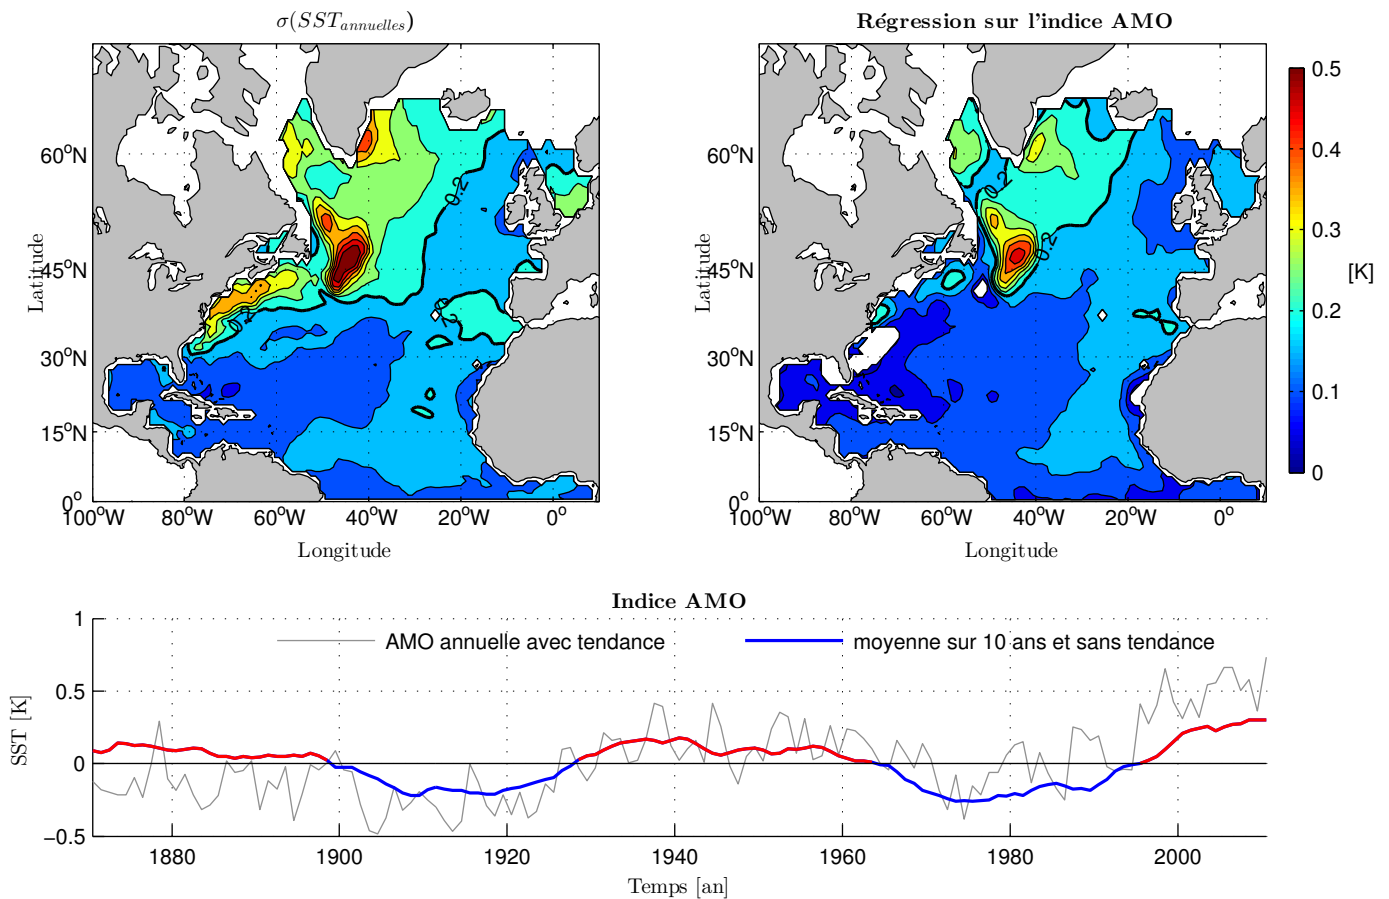 σ(SST_annuelles)
Régression sur l'indice AMO
Latitude
60°N
45°N
30°N
15°N
0°
100°W 80°W 60°W 40°W 20°W 0°
Longitude
0.2
Latitude
60°N
45°N
30°N
15°N
0°
100°W 80°W 60°W 40°W 20°W 0°
Longitude
0.2
0.2
0.5
0.4
0.3
0.2
0.1
0
[K]
Indice AMO
AMO annuelle avec tendance
moyenne sur 10 ans et sans tendance
SST [K]
1
0.5
0
−0.5
1880 1900 1920 1940 1960 1980 2000
Temps [an]